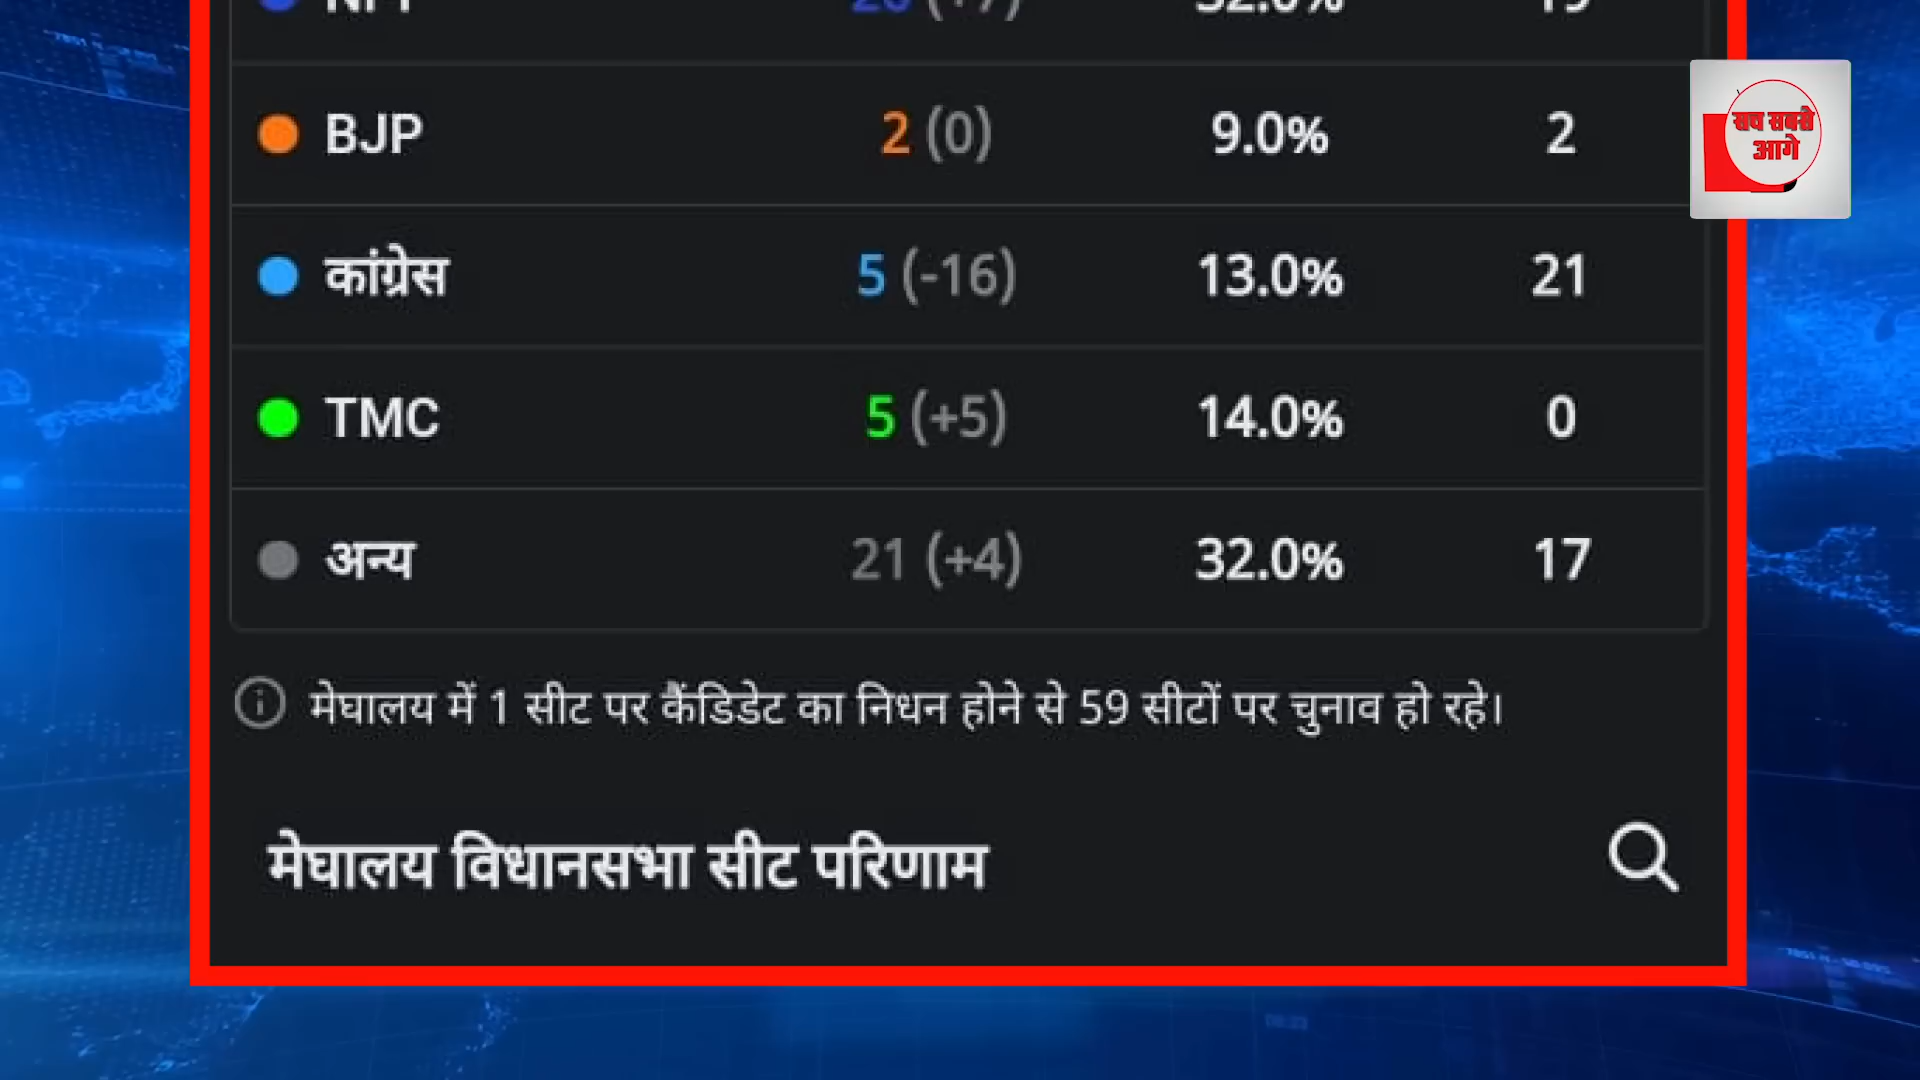 BJP 2 (0) 9.0% 2
कांग्रेस 5 (-16) 13.0% 21
TMC 5 (+5) 14.0% 0
अन्य 21 (+4) 32.0% 17
मेघालय में 1 सीट पर कैंडिडेट का निधन होने से 59 सीटों पर चुनाव हो रहे।
मेघालय विधानसभा सीट परिणाम
सच सबसे
आगे